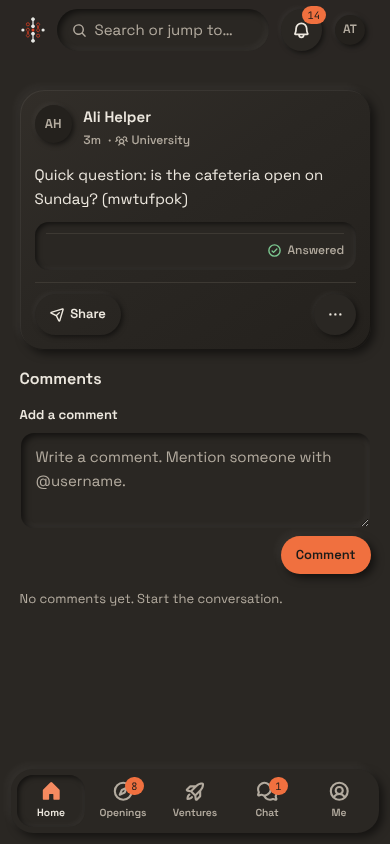 Search or jump to...
14
AT
AH
Ali Helper
3m · University
Quick question: is the cafeteria open on
Sunday? (mwtufpok)
Answered
Share
Comments
Add a comment
Write a comment. Mention someone with
@username.
Comment
No comments yet. Start the conversation.
8
1
Home
Openings
Ventures
Chat
Me